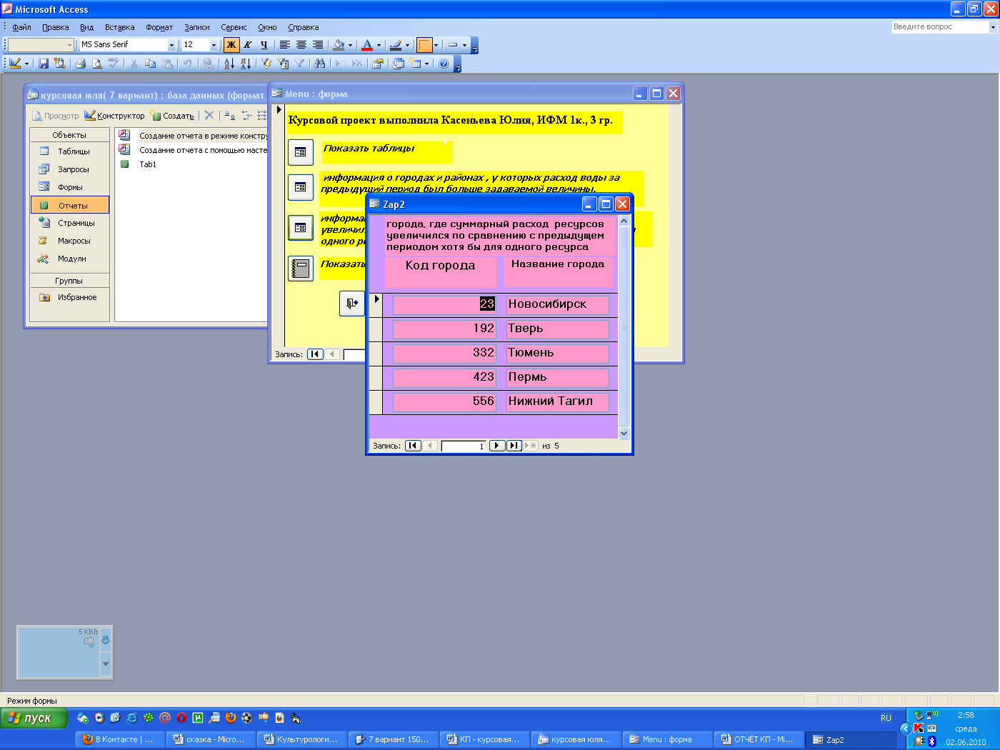 Microsoft Access
Файл Правка Вид Вставка Формат Записи Сервис Окно Справка
Введите вопрос
MS Sans Serif 12 Ж К Ч
курсовая юля( 7 вариант) : база данных (формат
Просмотр Конструктор Создать
Объекты
Таблицы
Запросы
Формы
Отчеты
Страницы
Макросы
Модули
Группы
Избранное
Создание отчета в режиме констру
Создание отчета с помощью масте
Tab1
Menu : форма
Курсовой проект выполнила Касеньева Юлия, ИФМ 1к., 3 гр.
Показать таблицы
информация о городах и районах , у которых расход воды за
предыдущий период был больше задаваемой величины.
информа
увеличил
одного ре
Показать
Запись:
Zap2
города, где суммарный расход ресурсов
увеличился по сравнению с предыдущем
периодом хотя бы для одного ресурса
Код города Название города
23 Новосибирск
192 Тверь
332 Тюмень
423 Пермь
556 Нижний Тагил
Запись: 1 из 5
5 KB/s
Режим формы
пуск
RU
2:58
среда
02.06.2010
В Контакте | ...
сказка - Micro...
Культурологи...
7 вариант 150...
КП - курсовая...
курсовая юля...
Menu : форма
ОТЧЁТ КП - Mi...
Zap2